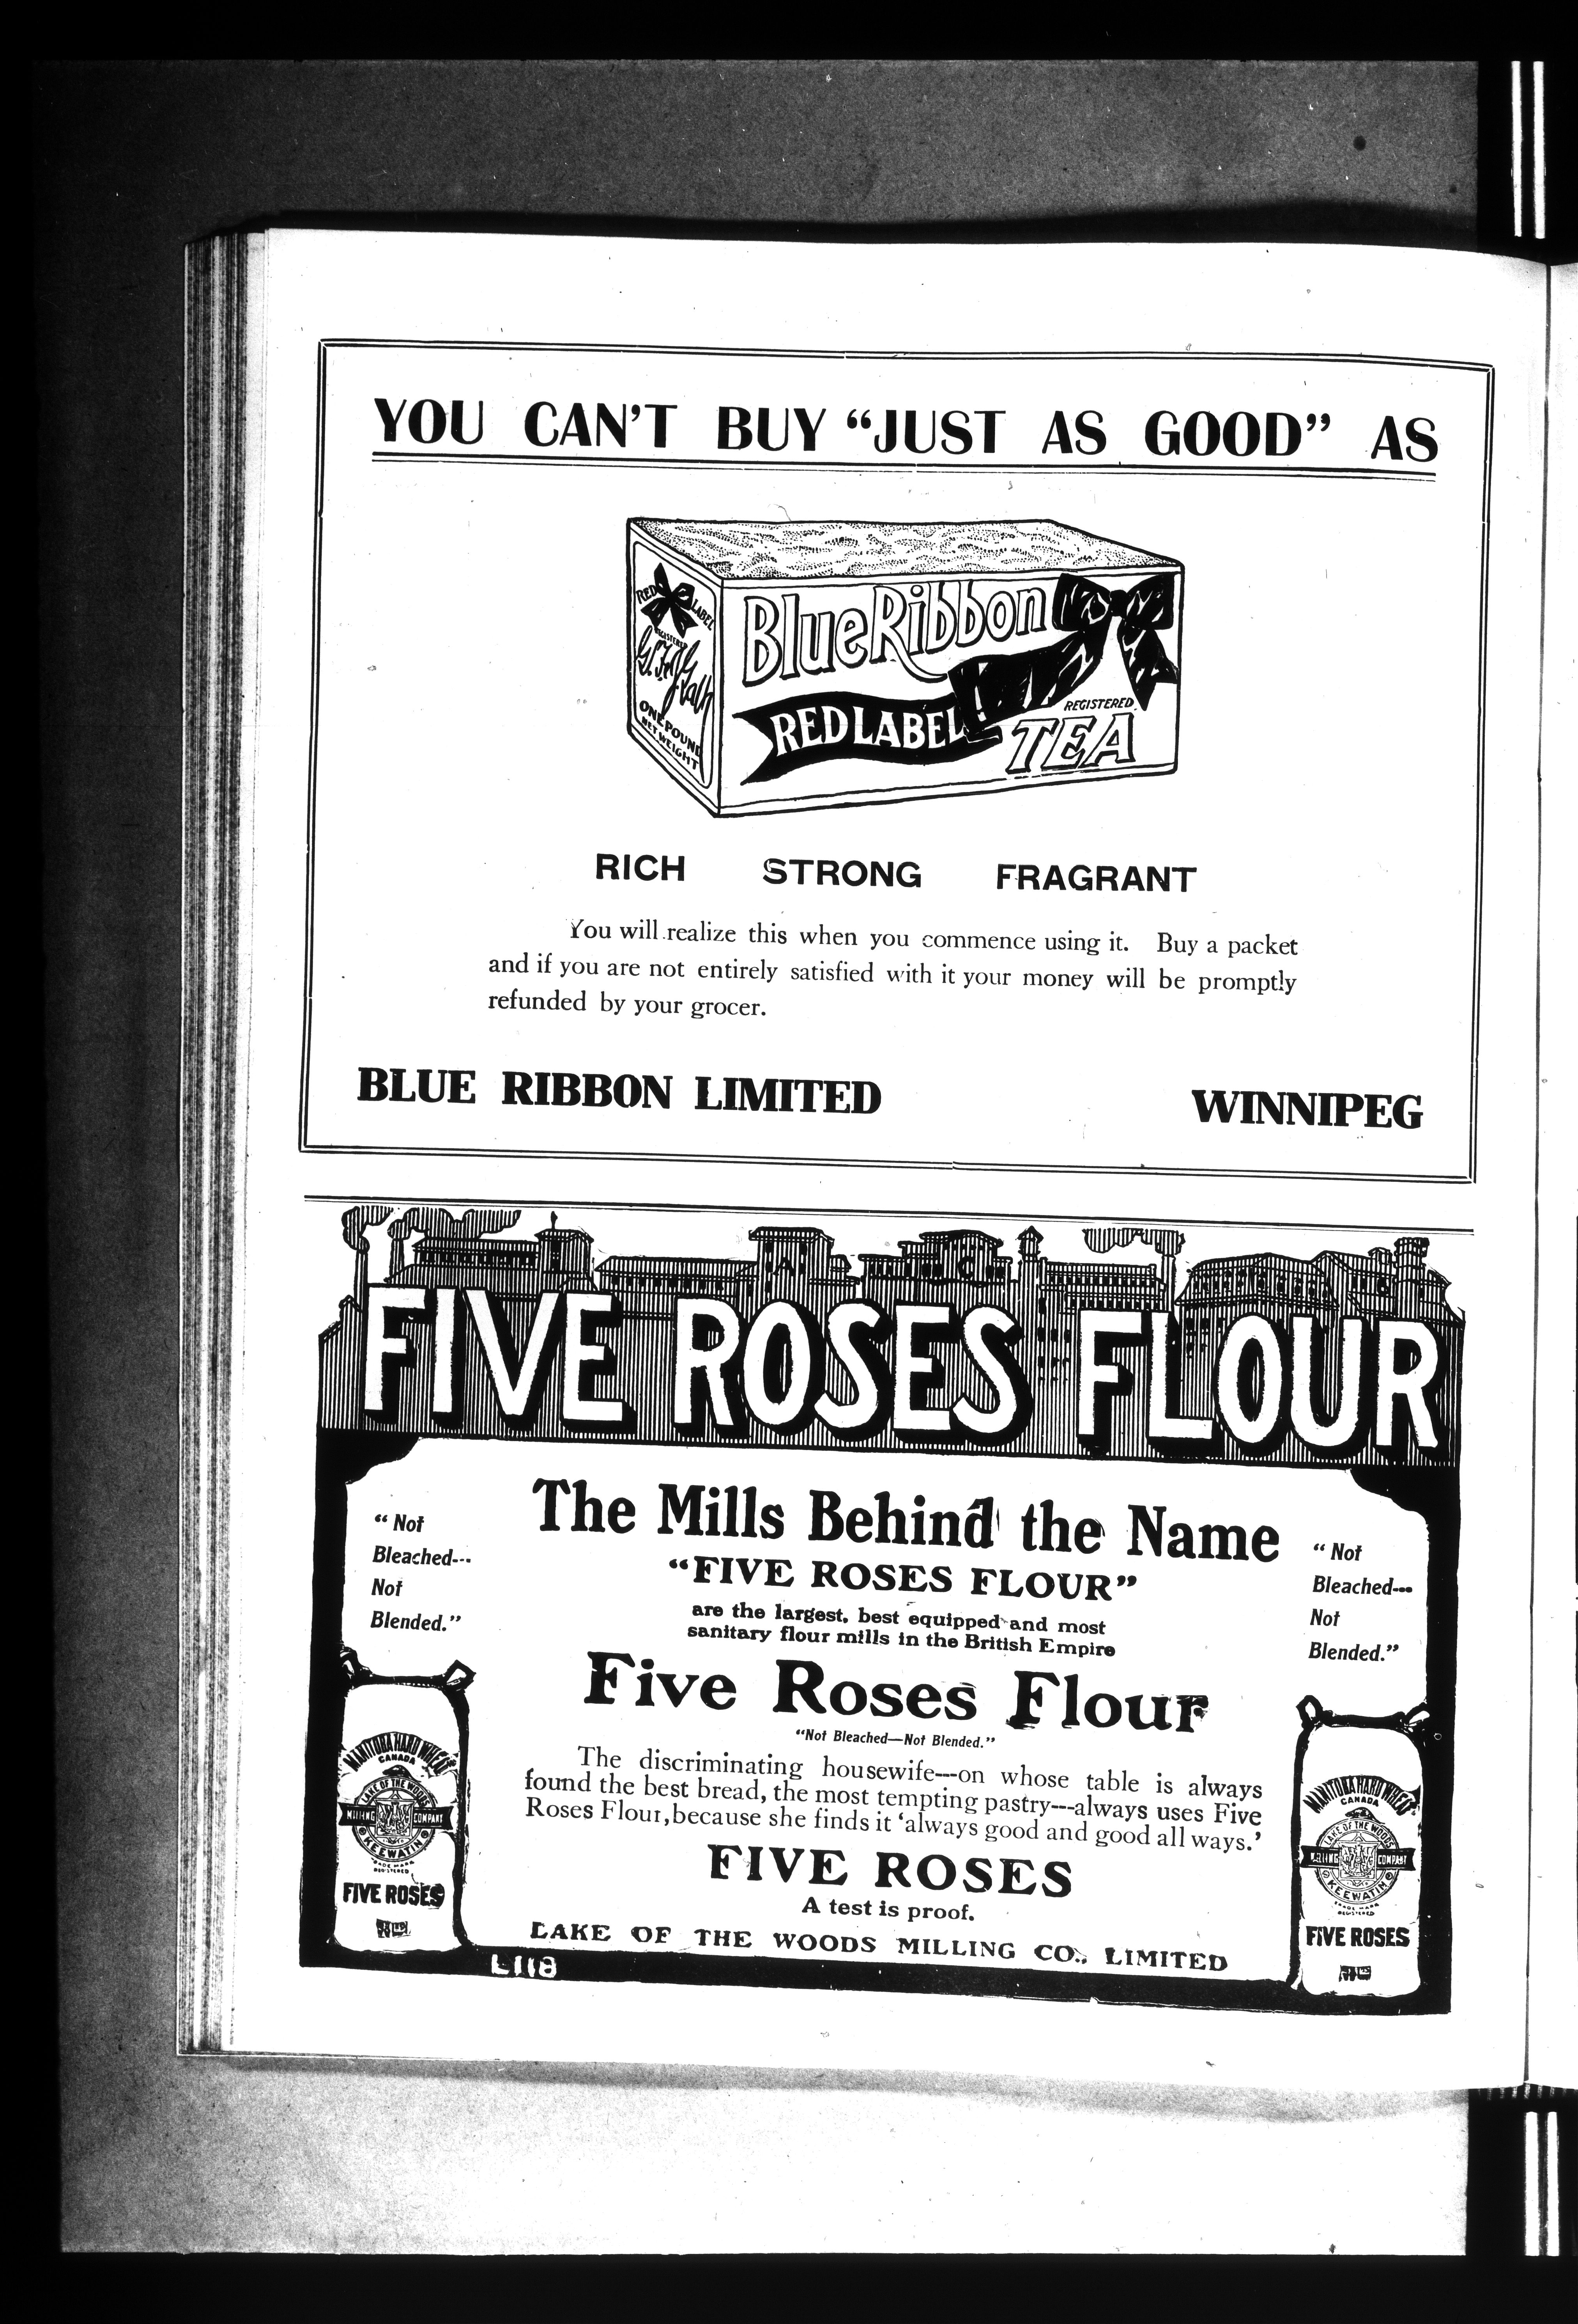 YOU CAN'T BUY “JUST AS GOOD” AS
RED LABEL
REGISTERED
ONE POUND
NET WEIGHT
Blue Ribbon
RED LABEL
REGISTERED
TEA
RICH STRONG FRAGRANT
You will realize this when you commence using it. Buy a packet
and if you are not entirely satisfied with it your money will be promptly
refunded by your grocer.
BLUE RIBBON LIMITED WINNIPEG
FIVE ROSES FLOUR
The Mills Behind the Name
“FIVE ROSES FLOUR”
are the largest, best equipped and most
sanitary flour mills in the British Empire
“ Not
Bleached---
Not
Blended.”
“ Not
Bleached---
Not
Blended.”
Five Roses Flour
“Not Bleached—Not Blended.”
The discriminating housewife---on whose table is always
found the best bread, the most tempting pastry---always uses Five
Roses Flour, because she finds it ‘always good and good all ways.’
FIVE ROSES
A test is proof.
LAKE OF THE WOODS MILLING CO., LIMITED
MANITOBA HARD WHEAT
CANADA
LAKE OF THE WOODS
MILLING COMPANY
KEEWATIN
TRADE MARK
REGISTERED
FIVE ROSES
MANITOBA HARD WHEAT
CANADA
LAKE OF THE WOODS
MILLING COMPANY
KEEWATIN
TRADE MARK
REGISTERED
FIVE ROSES
L118